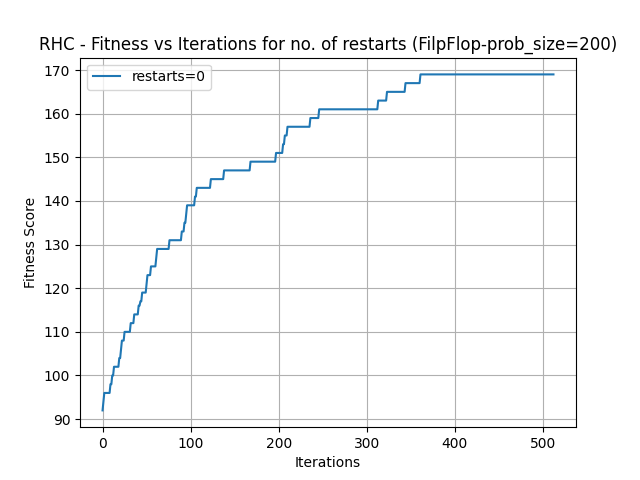 RHC - Fitness vs Iterations for no. of restarts (FilpFlop-prob_size=200)
restarts=0
Fitness Score
170
160
150
140
130
120
110
100
90
0 100 200 300 400 500
Iterations